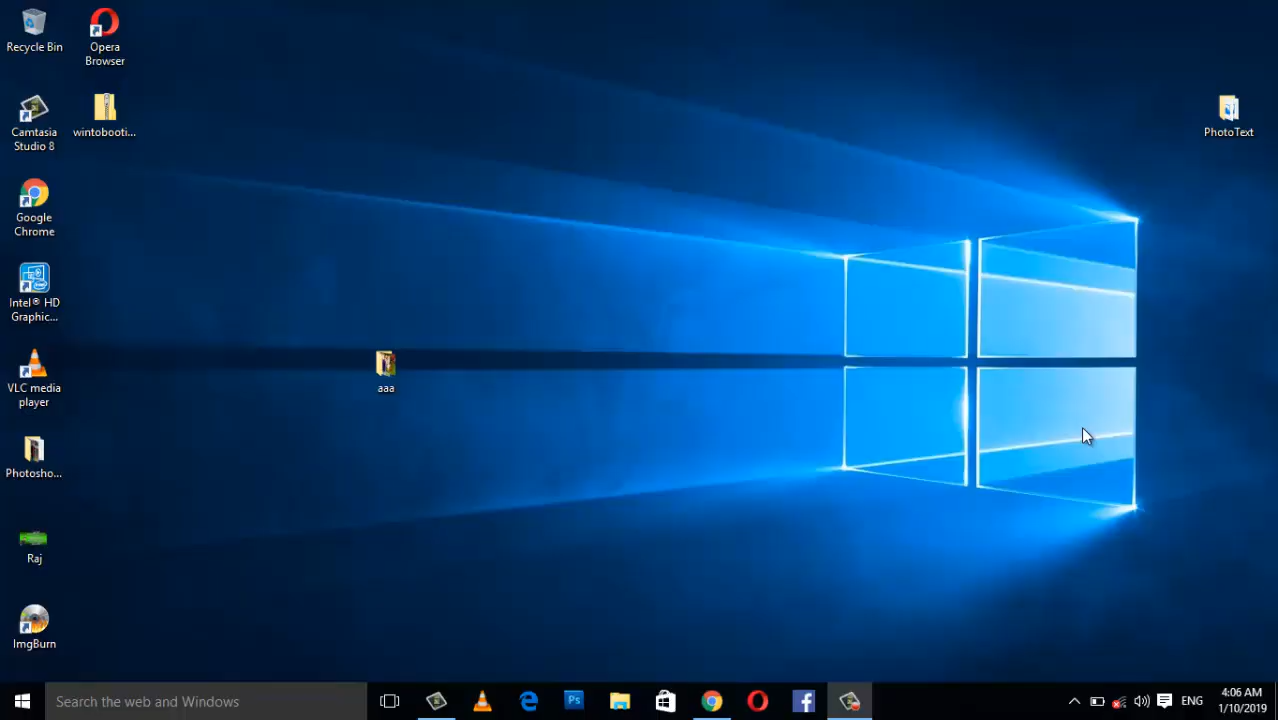 Recycle Bin
Opera
Browser
Camtasia
Studio 8
wintobooti...
PhotoText
Google
Chrome
Intel® HD
Graphic...
VLC media
player
aaa
Photosho...
Raj
ImgBurn
Search the web and Windows
Ps
ENG
4:06 AM
1/10/2019